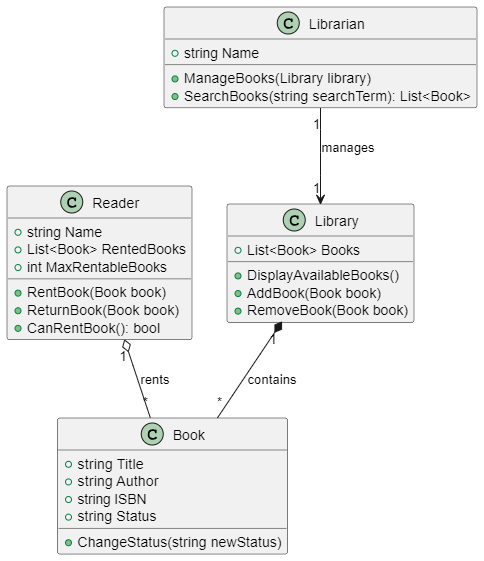 C Librarian
string Name
ManageBooks(Library library)
SearchBooks(string searchTerm): List<Book>
1
manages
1
C Reader
string Name
List<Book> RentedBooks
int MaxRentableBooks
RentBook(Book book)
ReturnBook(Book book)
CanRentBook(): bool
C Library
List<Book> Books
DisplayAvailableBooks()
AddBook(Book book)
RemoveBook(Book book)
1
rents
*
1
contains
*
C Book
string Title
string Author
string ISBN
string Status
ChangeStatus(string newStatus)